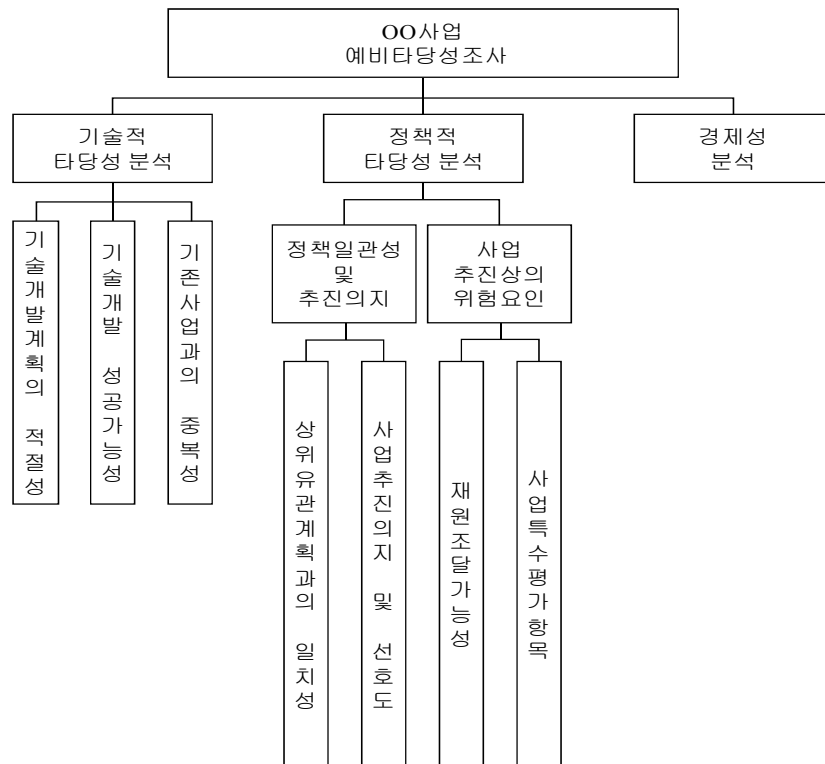 OO사업
예비타당성조사
기술적
타당성 분석
정책적
타당성 분석
경제성
분석
기술개발계획의 적절성
기술개발 성공가능성
기존사업과의 중복성
정책일관성
및
추진의지
사업
추진상의
위험요인
상위유관계획과의 일치성
사업추진의지 및 선호도
재원조달가능성
사업특수평가항목